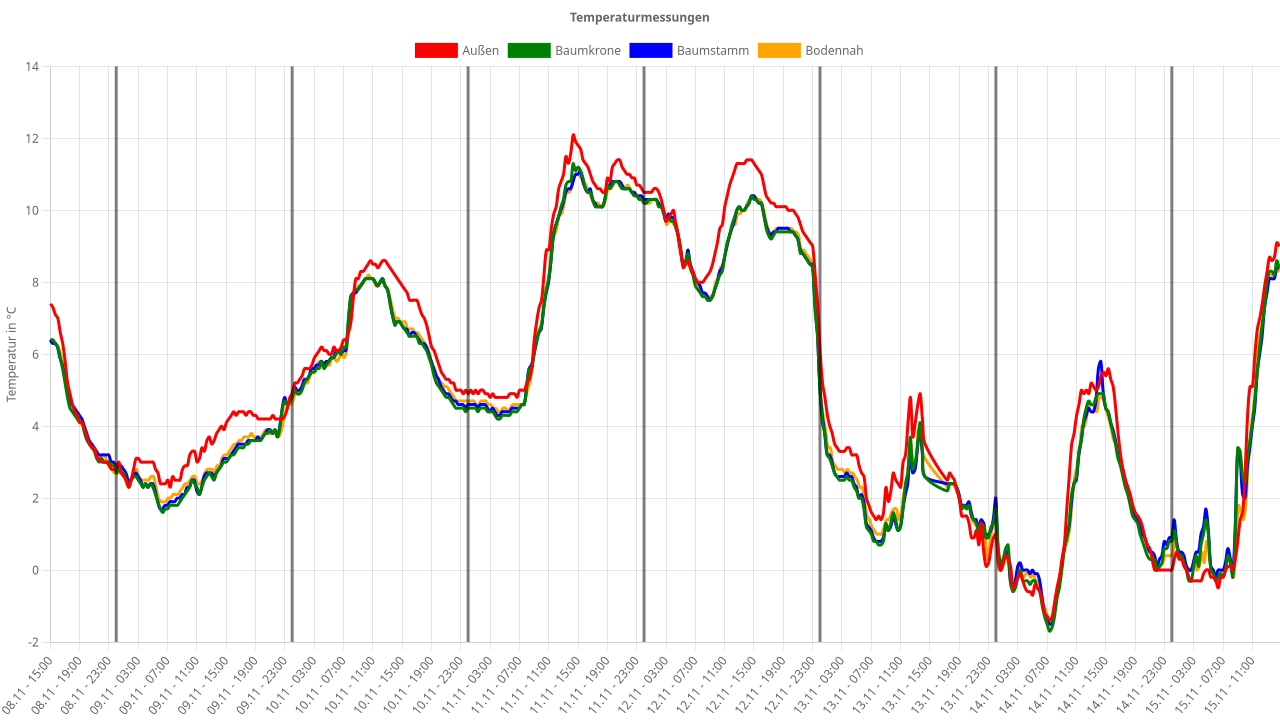 Temperaturmessungen
Außen Baumkrone Baumstamm Bodennah
Temperatur in °C
14
12
10
8
6
4
2
0
-2
08.11 - 15:00
08.11 - 19:00
08.11 - 23:00
09.11 - 03:00
09.11 - 07:00
09.11 - 11:00
09.11 - 15:00
09.11 - 19:00
09.11 - 23:00
10.11 - 03:00
10.11 - 07:00
10.11 - 11:00
10.11 - 15:00
10.11 - 19:00
10.11 - 23:00
11.11 - 03:00
11.11 - 07:00
11.11 - 11:00
11.11 - 15:00
11.11 - 19:00
11.11 - 23:00
12.11 - 03:00
12.11 - 07:00
12.11 - 11:00
12.11 - 15:00
12.11 - 19:00
12.11 - 23:00
13.11 - 03:00
13.11 - 07:00
13.11 - 11:00
13.11 - 15:00
13.11 - 19:00
13.11 - 23:00
14.11 - 03:00
14.11 - 07:00
14.11 - 11:00
14.11 - 15:00
14.11 - 19:00
14.11 - 23:00
15.11 - 03:00
15.11 - 07:00
15.11 - 11:00